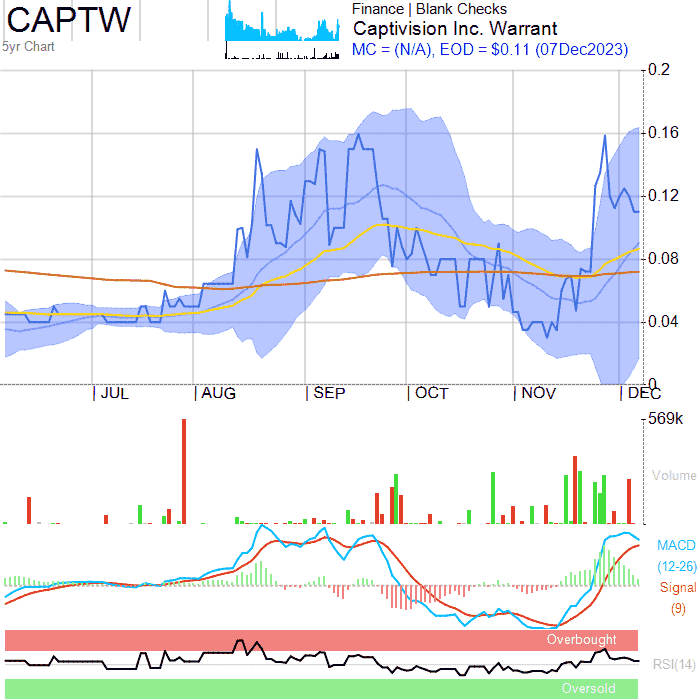 CAPTW
5yr Chart
Finance | Blank Checks
Captivision Inc. Warrant
MC = (N/A), EOD = $0.11 (07Dec2023)
0.2
0.16
0.12
0.08
0.04
0
JUL AUG SEP OCT NOV DEC
569k
Volume
MACD
(12-26)
Signal
(9)
Overbought
RSI(14)
Oversold